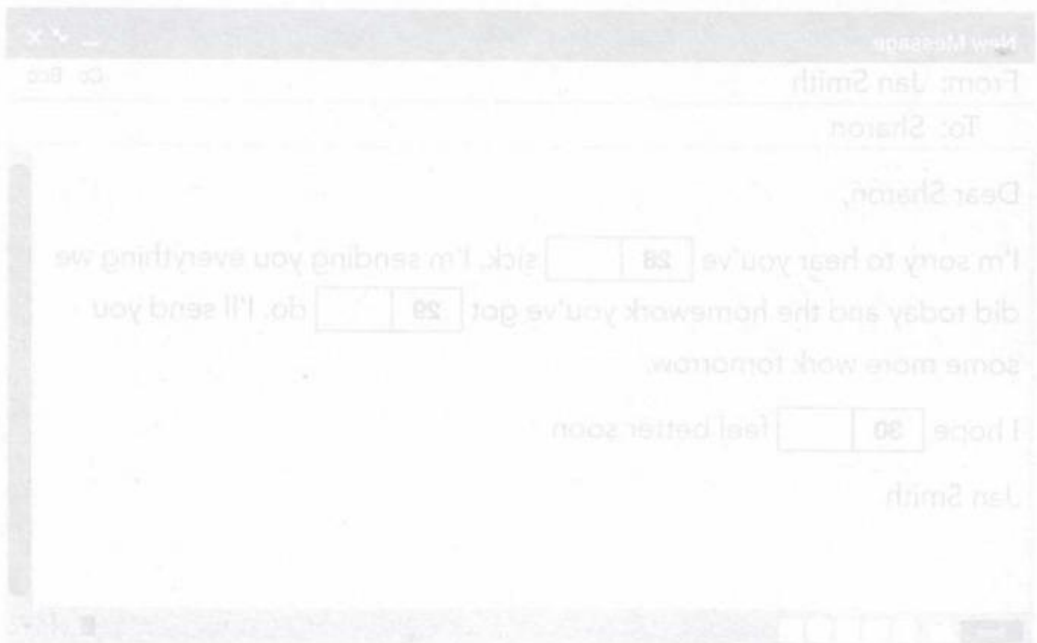 New Message
From: Jan Smith Cc Bcc
To: Sharon
Dear Sharon,
I'm sorry to hear you've 28 sick. I'm sending you everything we
did today and the homework you've got 29 do. I'll send you
some more work tomorrow.
I hope 30 feel better soon
Jan Smith